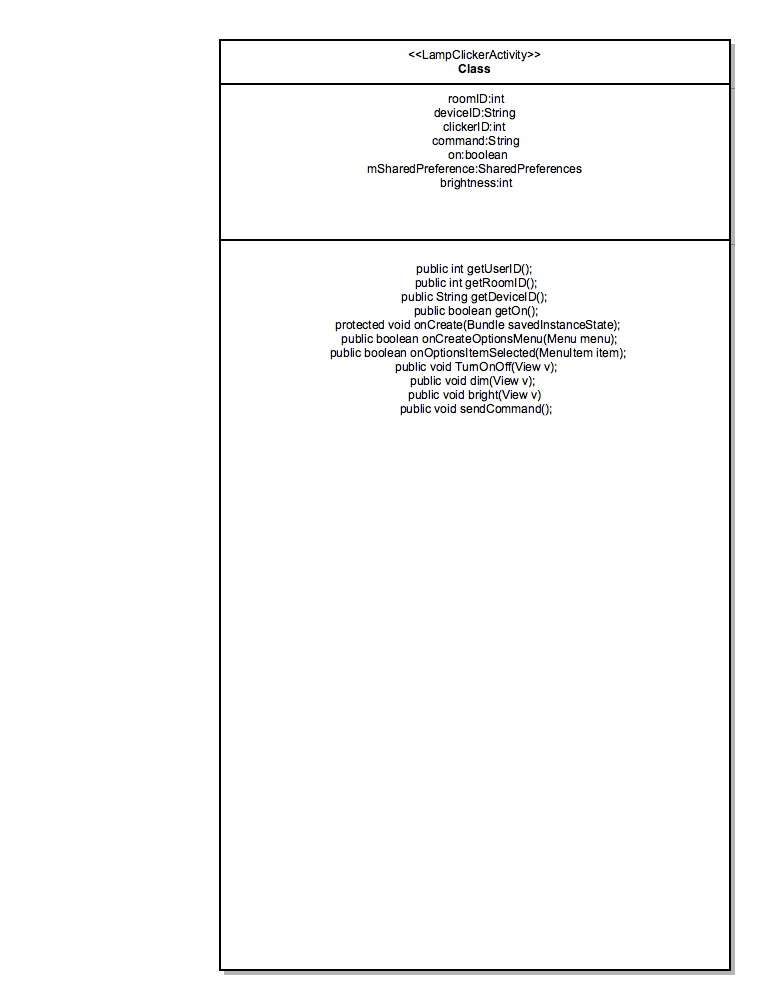 <<LampClickerActivity>>
Class
roomID:int
deviceID:String
clickerID:int
command:String
on:boolean
mSharedPreference:SharedPreferences
brightness:int
public int getUserID();
public int getRoomID();
public String getDeviceID();
public boolean getOn();
protected void onCreate(Bundle savedInstanceState);
public boolean onCreateOptionsMenu(Menu menu);
public boolean onOptionsItemSelected(MenuItem item);
public void TurnOnOff(View v);
public void dim(View v);
public void bright(View v)
public void sendCommand();